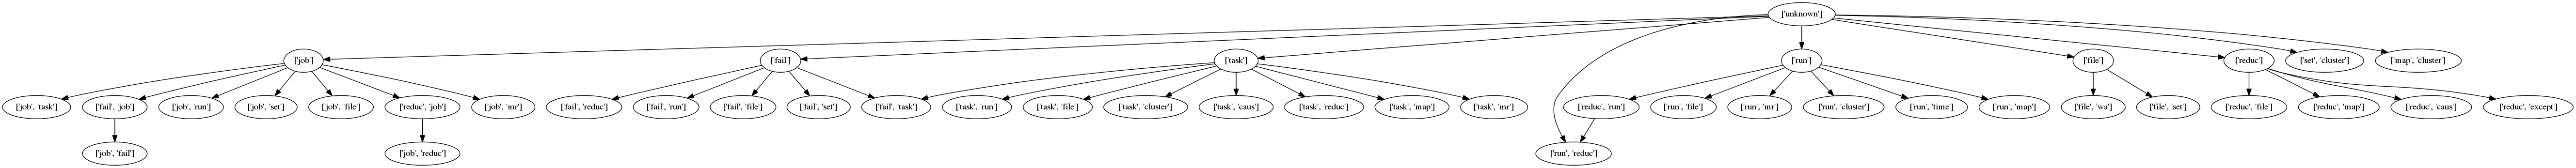 ['unknown']
['job']
['fail']
['task']
['run']
['file']
['reduc']
['set', 'cluster']
['map', 'cluster']
['job', 'task']
['fail', 'job']
['job', 'run']
['job', 'set']
['job', 'file']
['reduc', 'job']
['job', 'mr']
['fail', 'reduc']
['fail', 'run']
['fail', 'file']
['fail', 'set']
['fail', 'task']
['task', 'run']
['task', 'file']
['task', 'cluster']
['task', 'caus']
['task', 'reduc']
['task', 'map']
['task', 'mr']
['reduc', 'run']
['run', 'file']
['run', 'mr']
['run', 'cluster']
['run', 'time']
['run', 'map']
['file', 'wa']
['file', 'set']
['reduc', 'file']
['reduc', 'map']
['reduc', 'caus']
['reduc', 'except']
['job', 'fail']
['job', 'reduc']
['run', 'reduc']